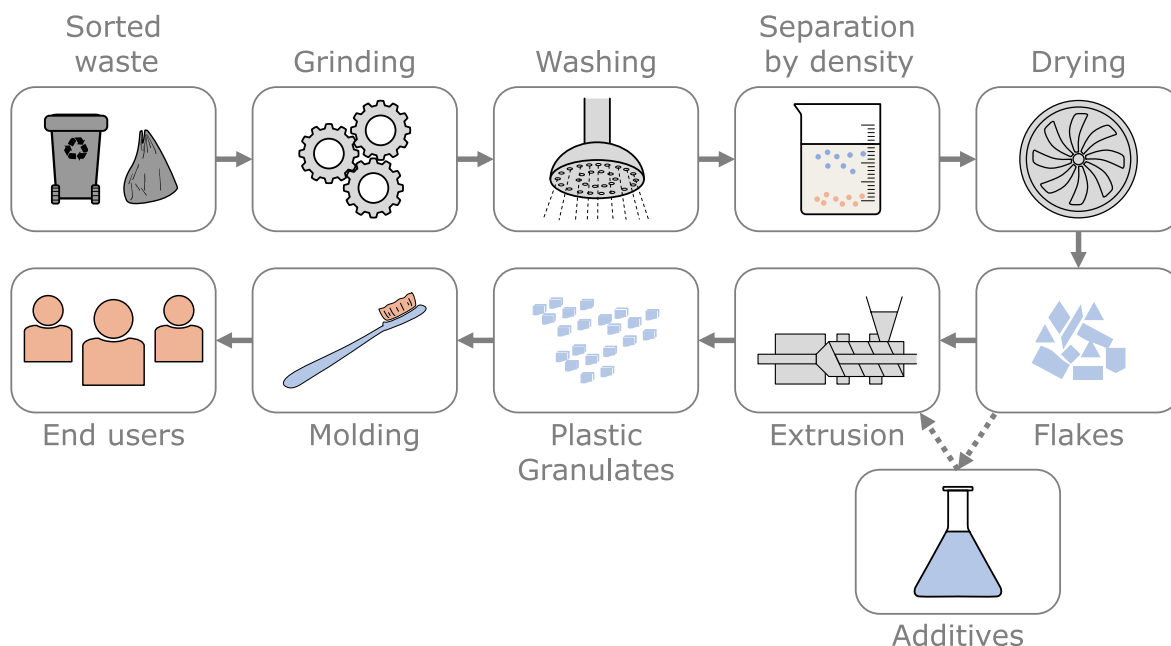 Sorted
waste
Grinding
Washing
Separation
by density
Drying
End users
Molding
Plastic
Granulates
Extrusion
Flakes
Additives